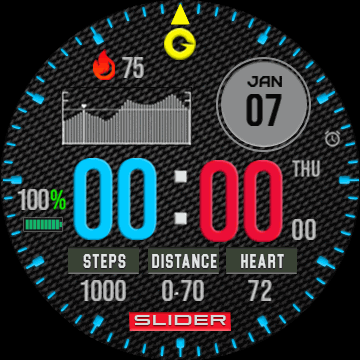 G
75
JAN
07
THU
100%
00:00
00
STEPS DISTANCE HEART
1000 0-70 72
SLIDER